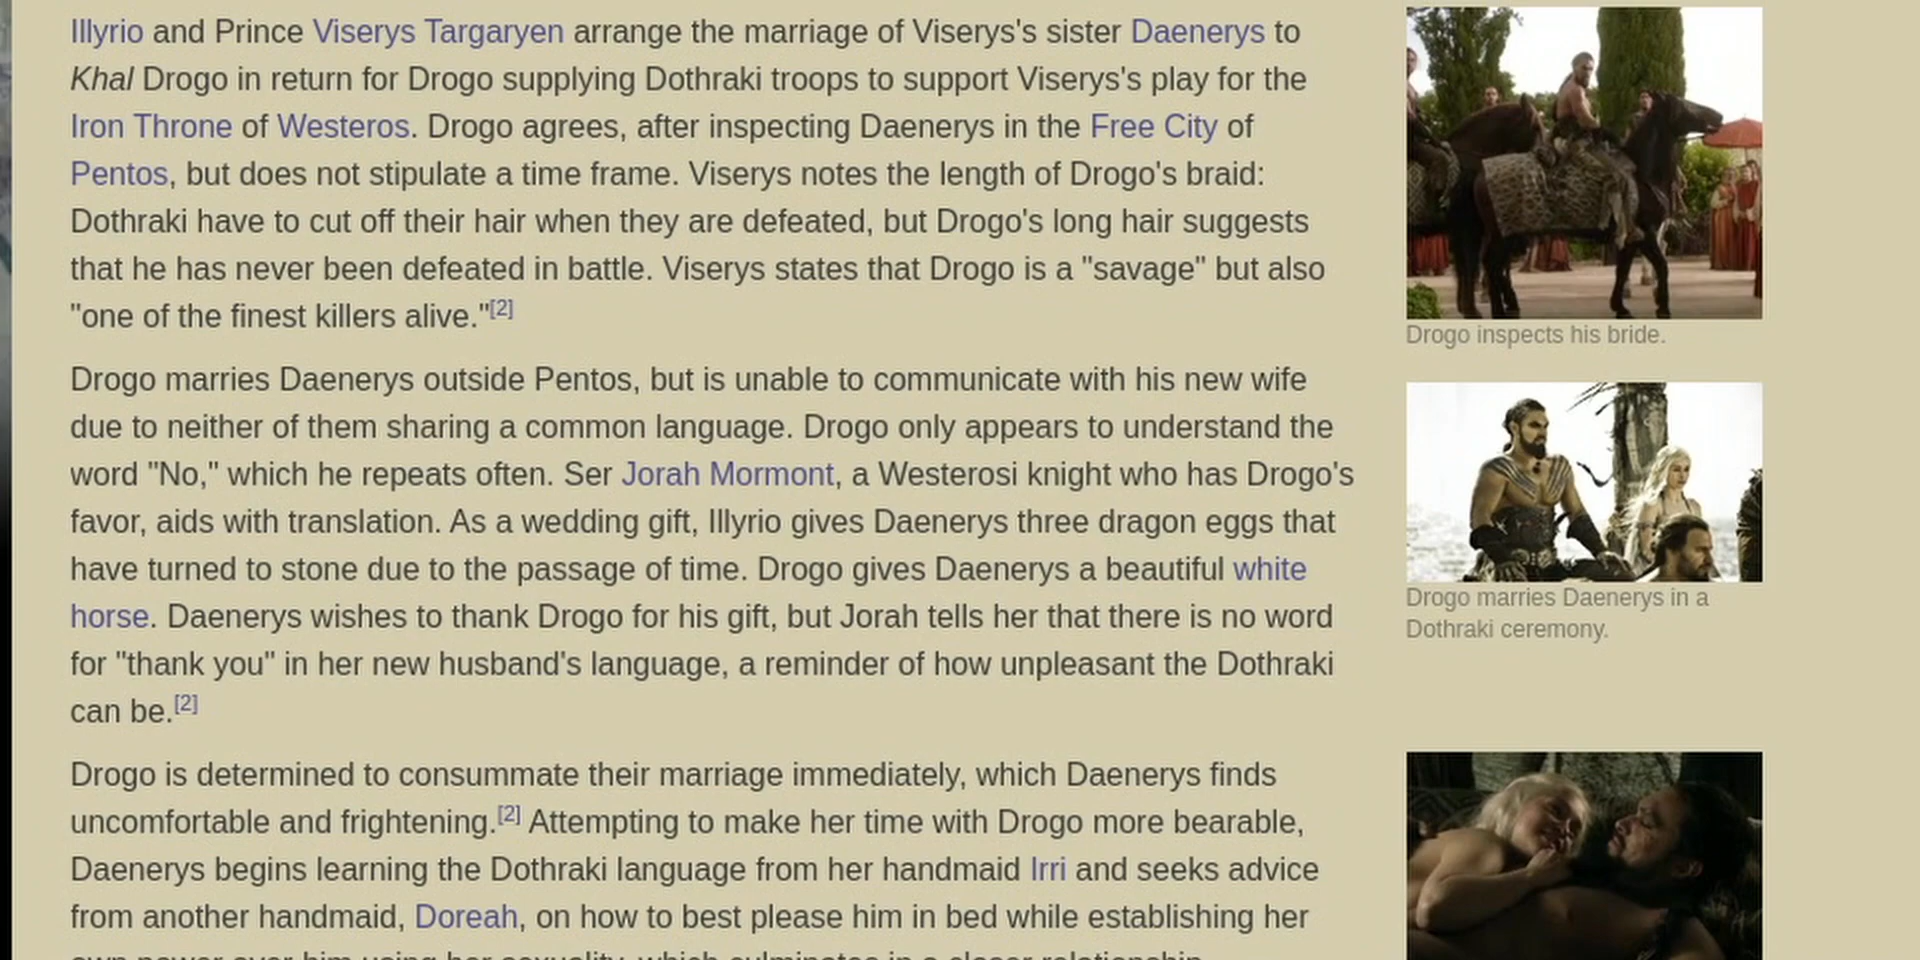 Illyrio and Prince Viserys Targaryen arrange the marriage of Viserys's sister Daenerys to
Khal Drogo in return for Drogo supplying Dothraki troops to support Viserys's play for the
Iron Throne of Westeros. Drogo agrees, after inspecting Daenerys in the Free City of
Pentos, but does not stipulate a time frame. Viserys notes the length of Drogo's braid:
Dothraki have to cut off their hair when they are defeated, but Drogo's long hair suggests
that he has never been defeated in battle. Viserys states that Drogo is a "savage" but also
"one of the finest killers alive."[2]
Drogo inspects his bride.
Drogo marries Daenerys outside Pentos, but is unable to communicate with his new wife
due to neither of them sharing a common language. Drogo only appears to understand the
word "No," which he repeats often. Ser Jorah Mormont, a Westerosi knight who has Drogo's
favor, aids with translation. As a wedding gift, Illyrio gives Daenerys three dragon eggs that
have turned to stone due to the passage of time. Drogo gives Daenerys a beautiful white
horse. Daenerys wishes to thank Drogo for his gift, but Jorah tells her that there is no word
for "thank you" in her new husband's language, a reminder of how unpleasant the Dothraki
can be.[2]
Drogo marries Daenerys in a
Dothraki ceremony.
Drogo is determined to consummate their marriage immediately, which Daenerys finds
uncomfortable and frightening.[2] Attempting to make her time with Drogo more bearable,
Daenerys begins learning the Dothraki language from her handmaid Irri and seeks advice
from another handmaid, Doreah, on how to best please him in bed while establishing her
own power over him using her sexuality, which culminates in a closer relationship